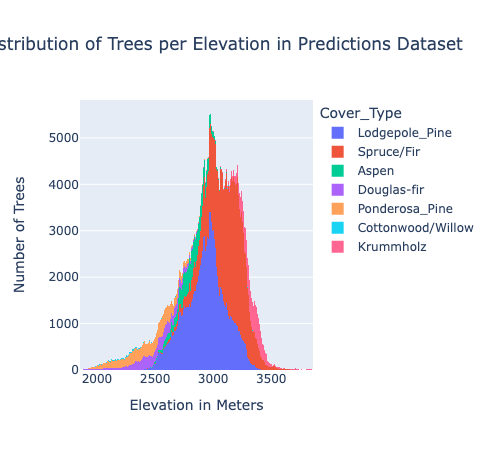 stribution of Trees per Elevation in Predictions Dataset
Cover_Type
Lodgepole_Pine
Spruce/Fir
Aspen
Douglas-fir
Ponderosa_Pine
Cottonwood/Willow
Krummholz
Number of Trees
5000
4000
3000
2000
1000
0
2000 2500 3000 3500
Elevation in Meters